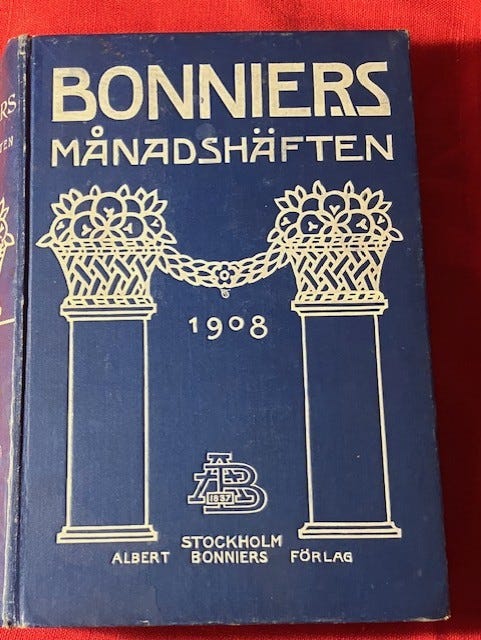 BONNIERS
MÅNADSHÄFTEN
1908
AB
1837
STOCKHOLM
ALBERT BONNIERS FÖRLAG